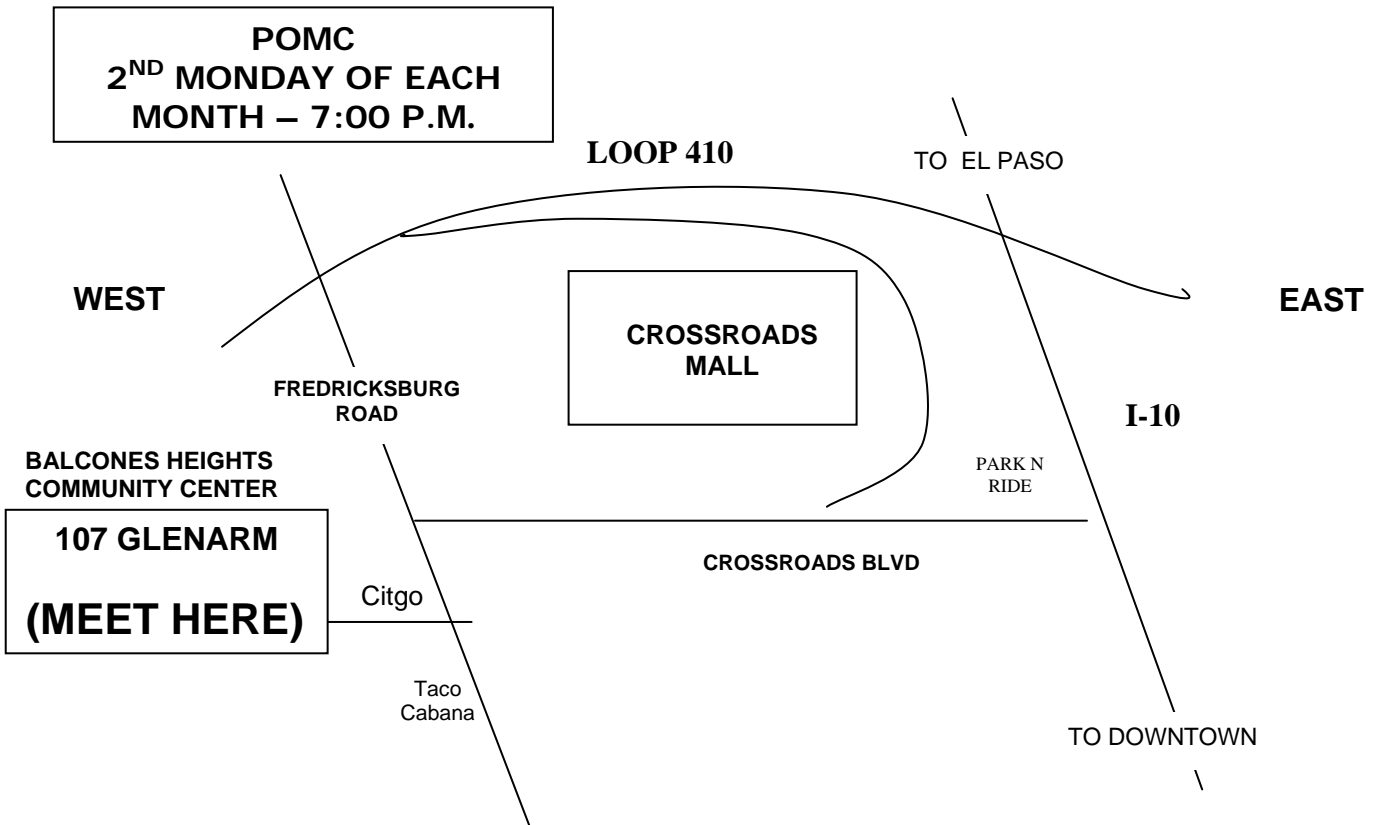 POMC
2ND MONDAY OF EACH
MONTH – 7:00 P.M.
LOOP 410
TO EL PASO
WEST
EAST
CROSSROADS
MALL
FREDRICKSBURG
ROAD
I-10
BALCONES HEIGHTS
COMMUNITY CENTER
PARK N
RIDE
107 GLENARM
(MEET HERE)
CROSSROADS BLVD
Citgo
Taco
Cabana
TO DOWNTOWN